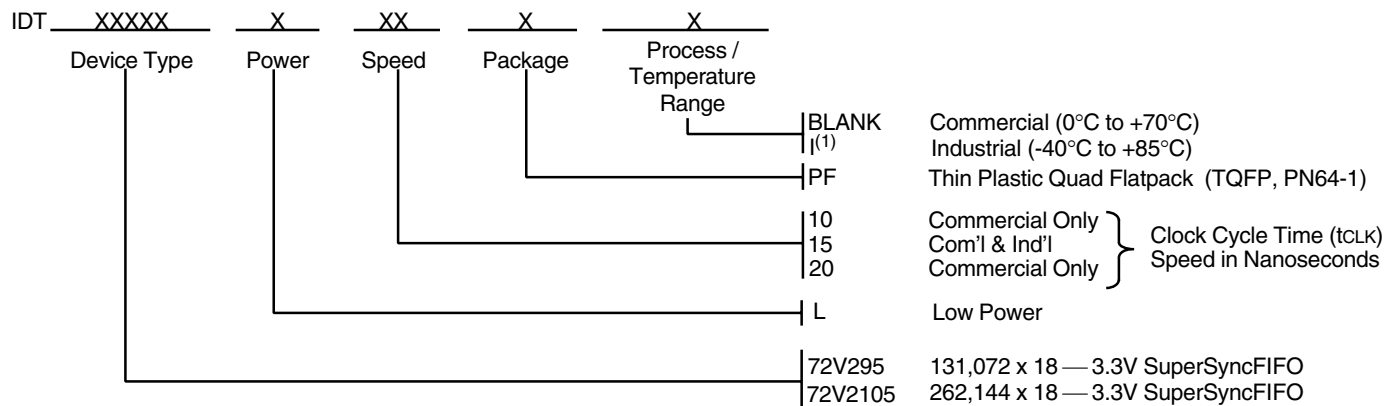 IDT XXXXX X XX X X
Device Type Power Speed Package Process / Temperature Range
BLANK Commercial (0°C to +70°C)
I(1) Industrial (-40°C to +85°C)
PF Thin Plastic Quad Flatpack (TQFP, PN64-1)
10 Commercial Only
15 Com'l & Ind'l
20 Commercial Only
Clock Cycle Time (tCLK)
Speed in Nanoseconds
L Low Power
72V295 131,072 x 18 — 3.3V SuperSyncFIFO
72V2105 262,144 x 18 — 3.3V SuperSyncFIFO